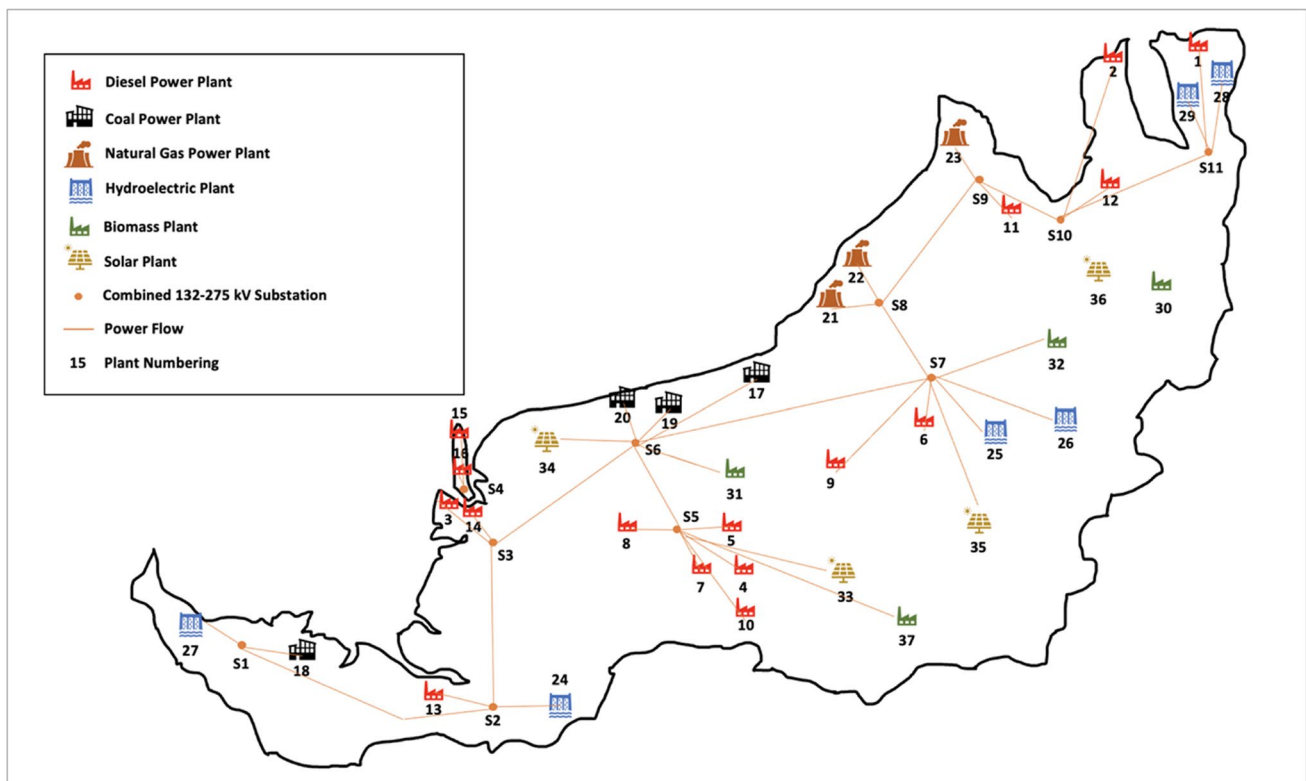 Diesel Power Plant
Coal Power Plant
Natural Gas Power Plant
Hydroelectric Plant
Biomass Plant
Solar Plant
Combined 132-275 kV Substation
Power Flow
15 Plant Numbering
1
2
28
29
23
S11
S9
12
11
S10
22
36
30
21
S8
32
S7
17
20
19
15
6
25
26
S6
34
16
31
9
S4
3
14
S5
35
8
5
S3
7
4
33
10
37
27
S1
18
24
13
S2